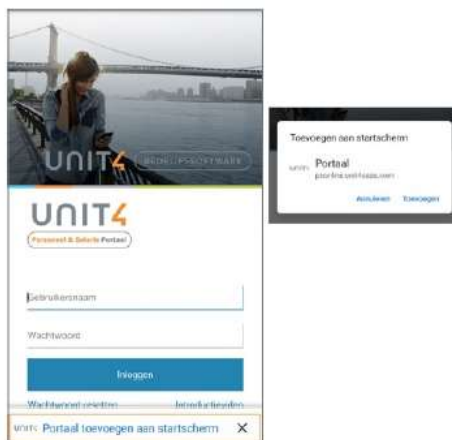 UNIT4 BEDRIJFSSOFTWARE
UNIT4
Personeel & Salaris Portaal
Gebruikersnaam
Wachtwoord
Inloggen
Wachtwoord resetten Introductievideo
UNIT4 Portaal toevoegen aan startscherm X
Toevoegen aan startscherm
UNIT4 Portaal
Annuleren Toevoegen